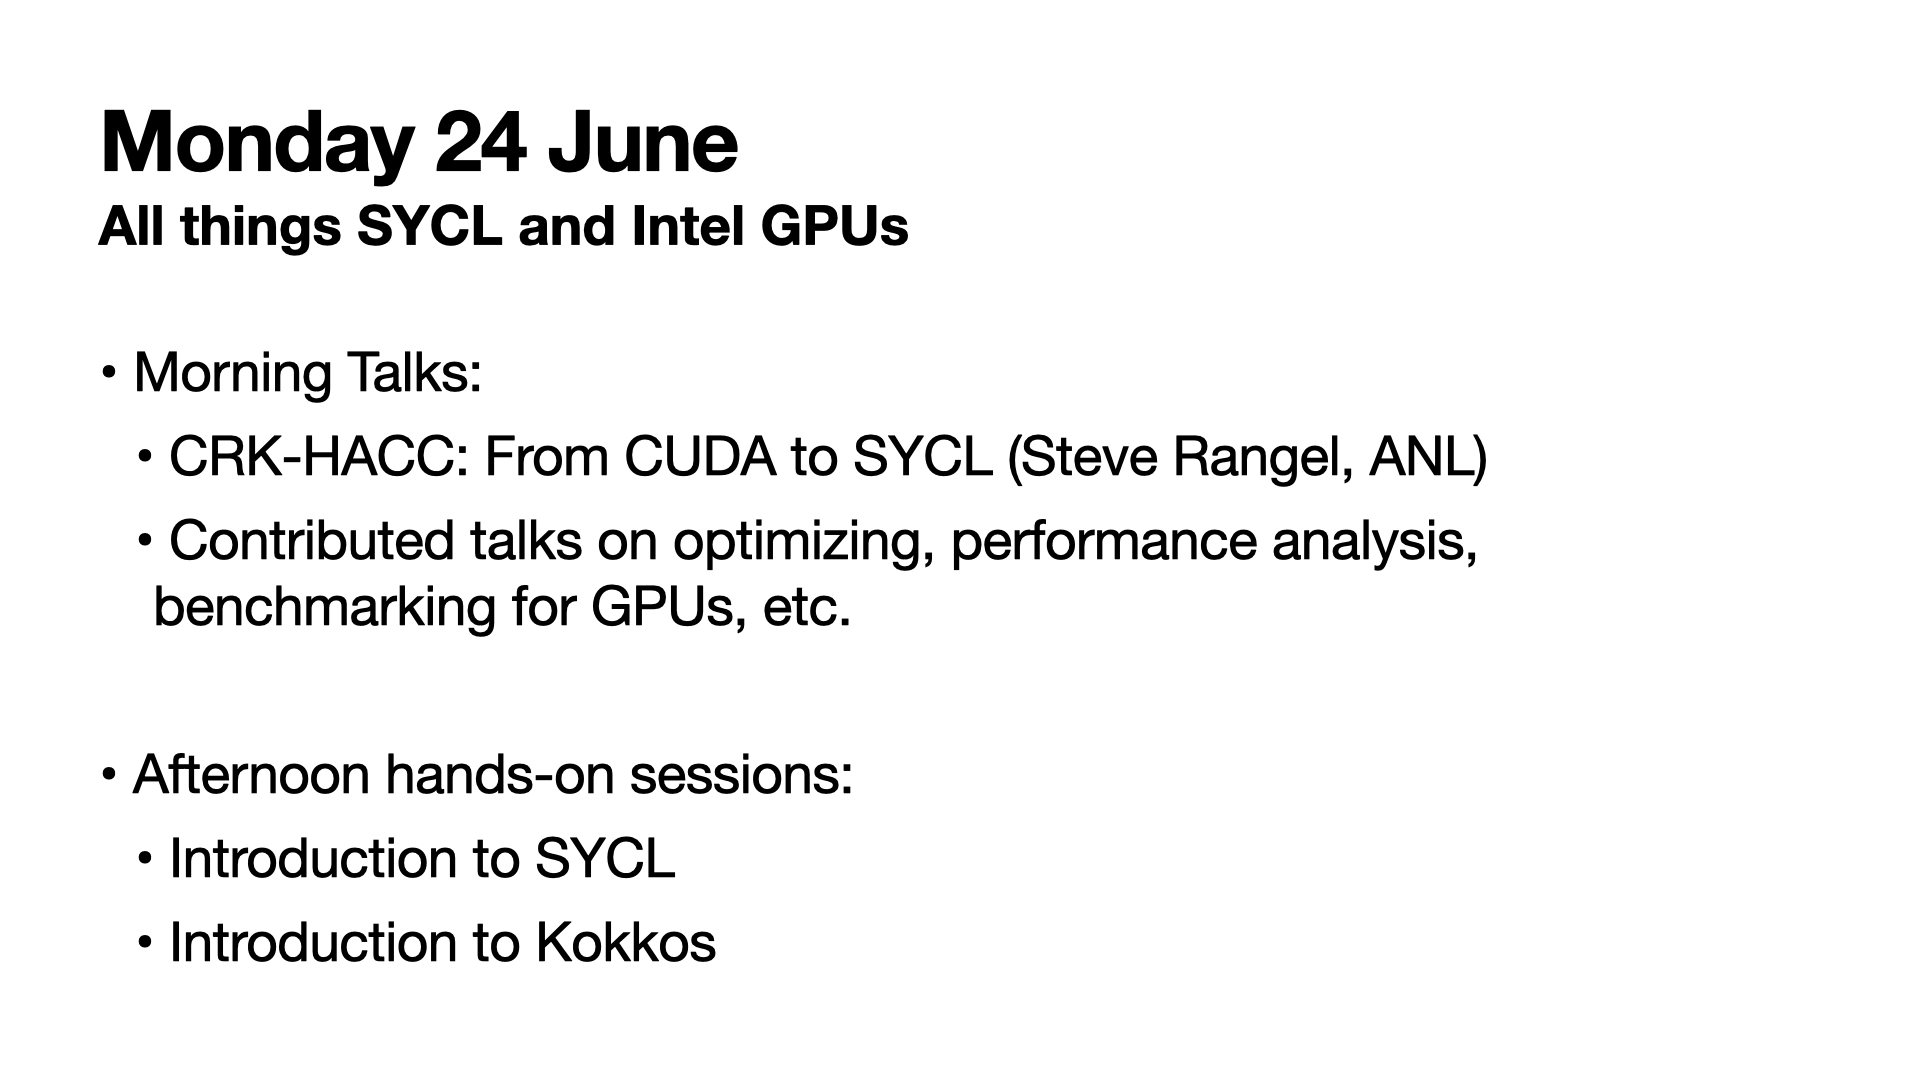 Monday 24 June
All things SYCL and Intel GPUs
• Morning Talks:
• CRK-HACC: From CUDA to SYCL (Steve Rangel, ANL)
• Contributed talks on optimizing, performance analysis,
benchmarking for GPUs, etc.
• Afternoon hands-on sessions:
• Introduction to SYCL
• Introduction to Kokkos